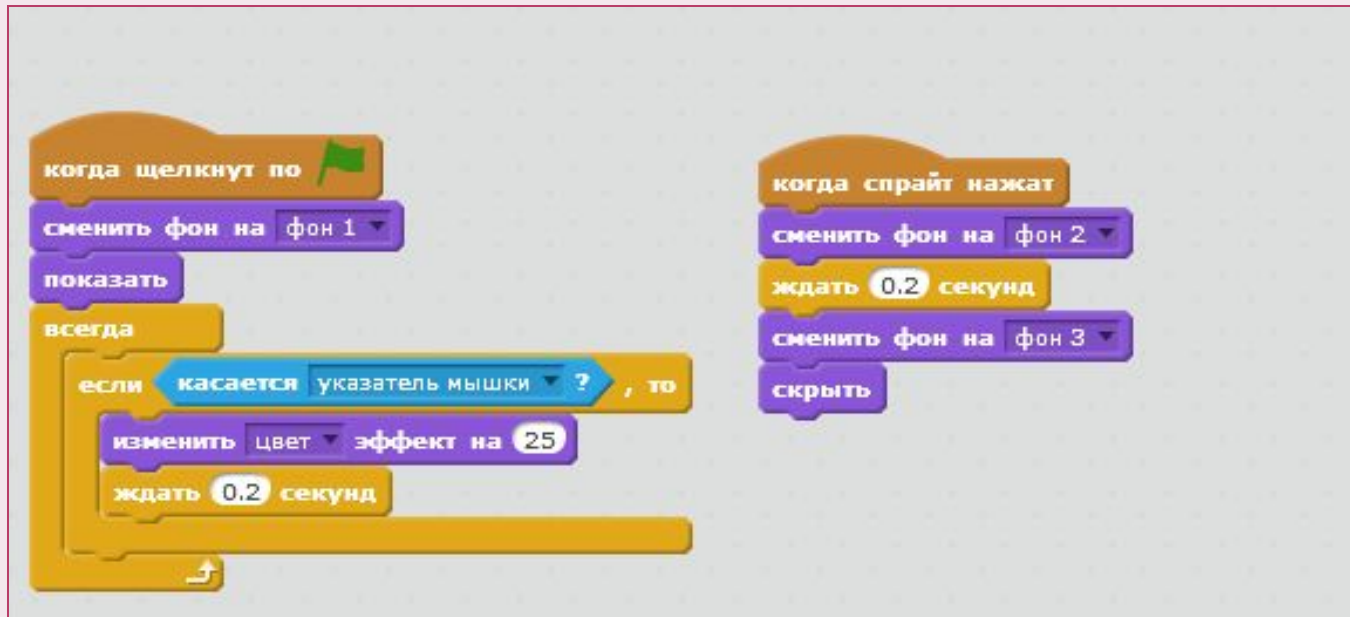 когда щелкнут по
сменить фон на фон 1
показать
всегда
если касается указатель мышки ? , то
изменить цвет эффект на 25
ждать 0.2 секунд
когда спрайт нажат
сменить фон на фон 2
ждать 0.2 секунд
сменить фон на фон 3
скрыть